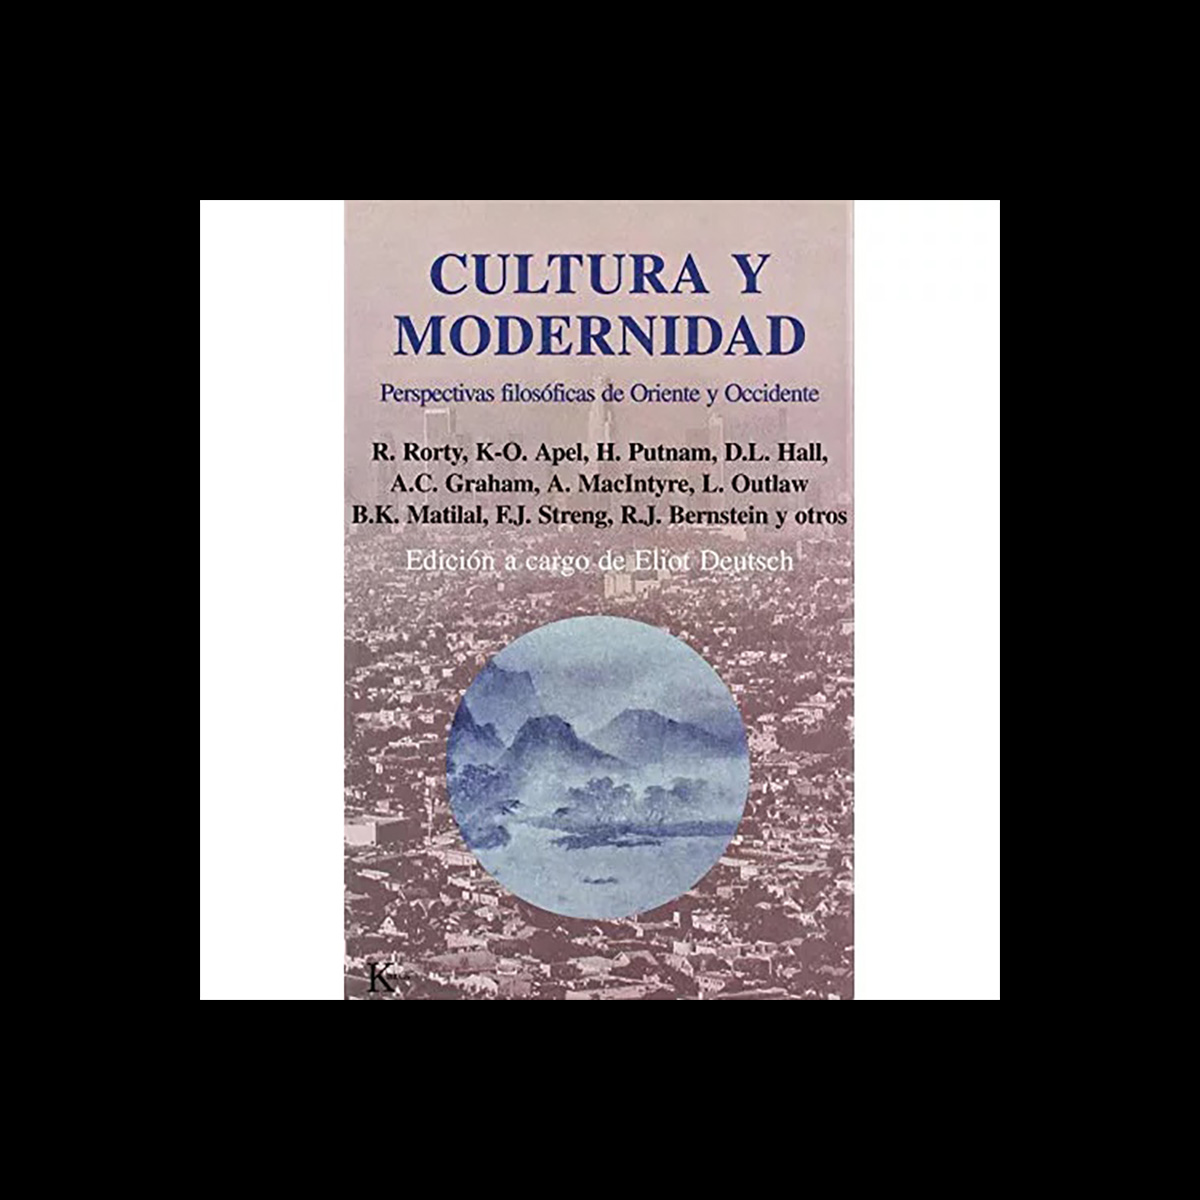 CULTURA Y
MODERNIDAD
Perspectivas filosóficas de Oriente y Occidente
R. Rorty, K-O. Apel, H. Putnam, D.L. Hall,
A.C. Graham, A. MacIntyre, L. Outlaw
B.K. Matilal, F.J. Streng, R.J. Bernstein y otros
Edición a cargo de Eliot Deutsch
K